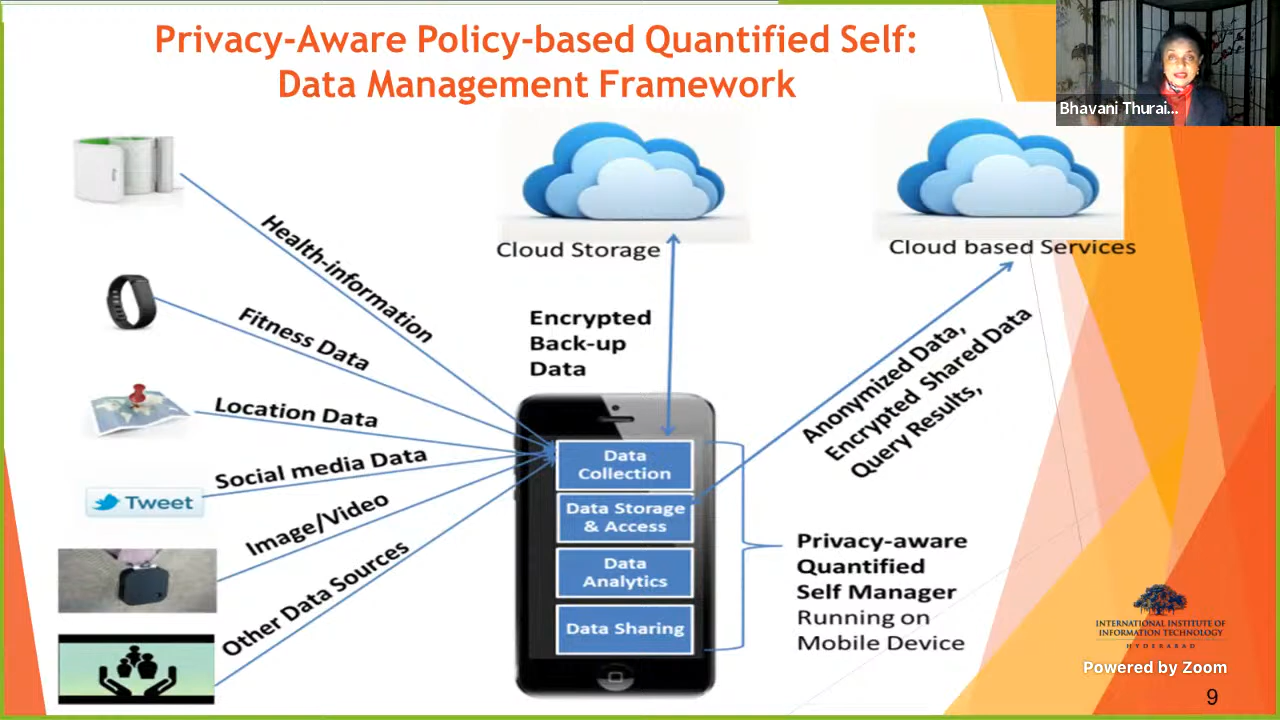 Privacy-Aware Policy-based Quantified Self:
Data Management Framework
Bhavani Thurai...
Health-information
Fitness Data
Location Data
Social media Data
Tweet
Image/Video
Other Data Sources
Cloud Storage
Cloud based Services
Encrypted
Back-up
Data
Anonymized Data,
Encrypted Shared Data
Query Results,
Data
Collection
Data Storage
& Access
Data
Analytics
Data Sharing
Privacy-aware
Quantified
Self Manager
Running on
Mobile Device
INTERNATIONAL INSTITUTE OF
INFORMATION TECHNOLOGY
HYDERABAD
Powered by Zoom
9